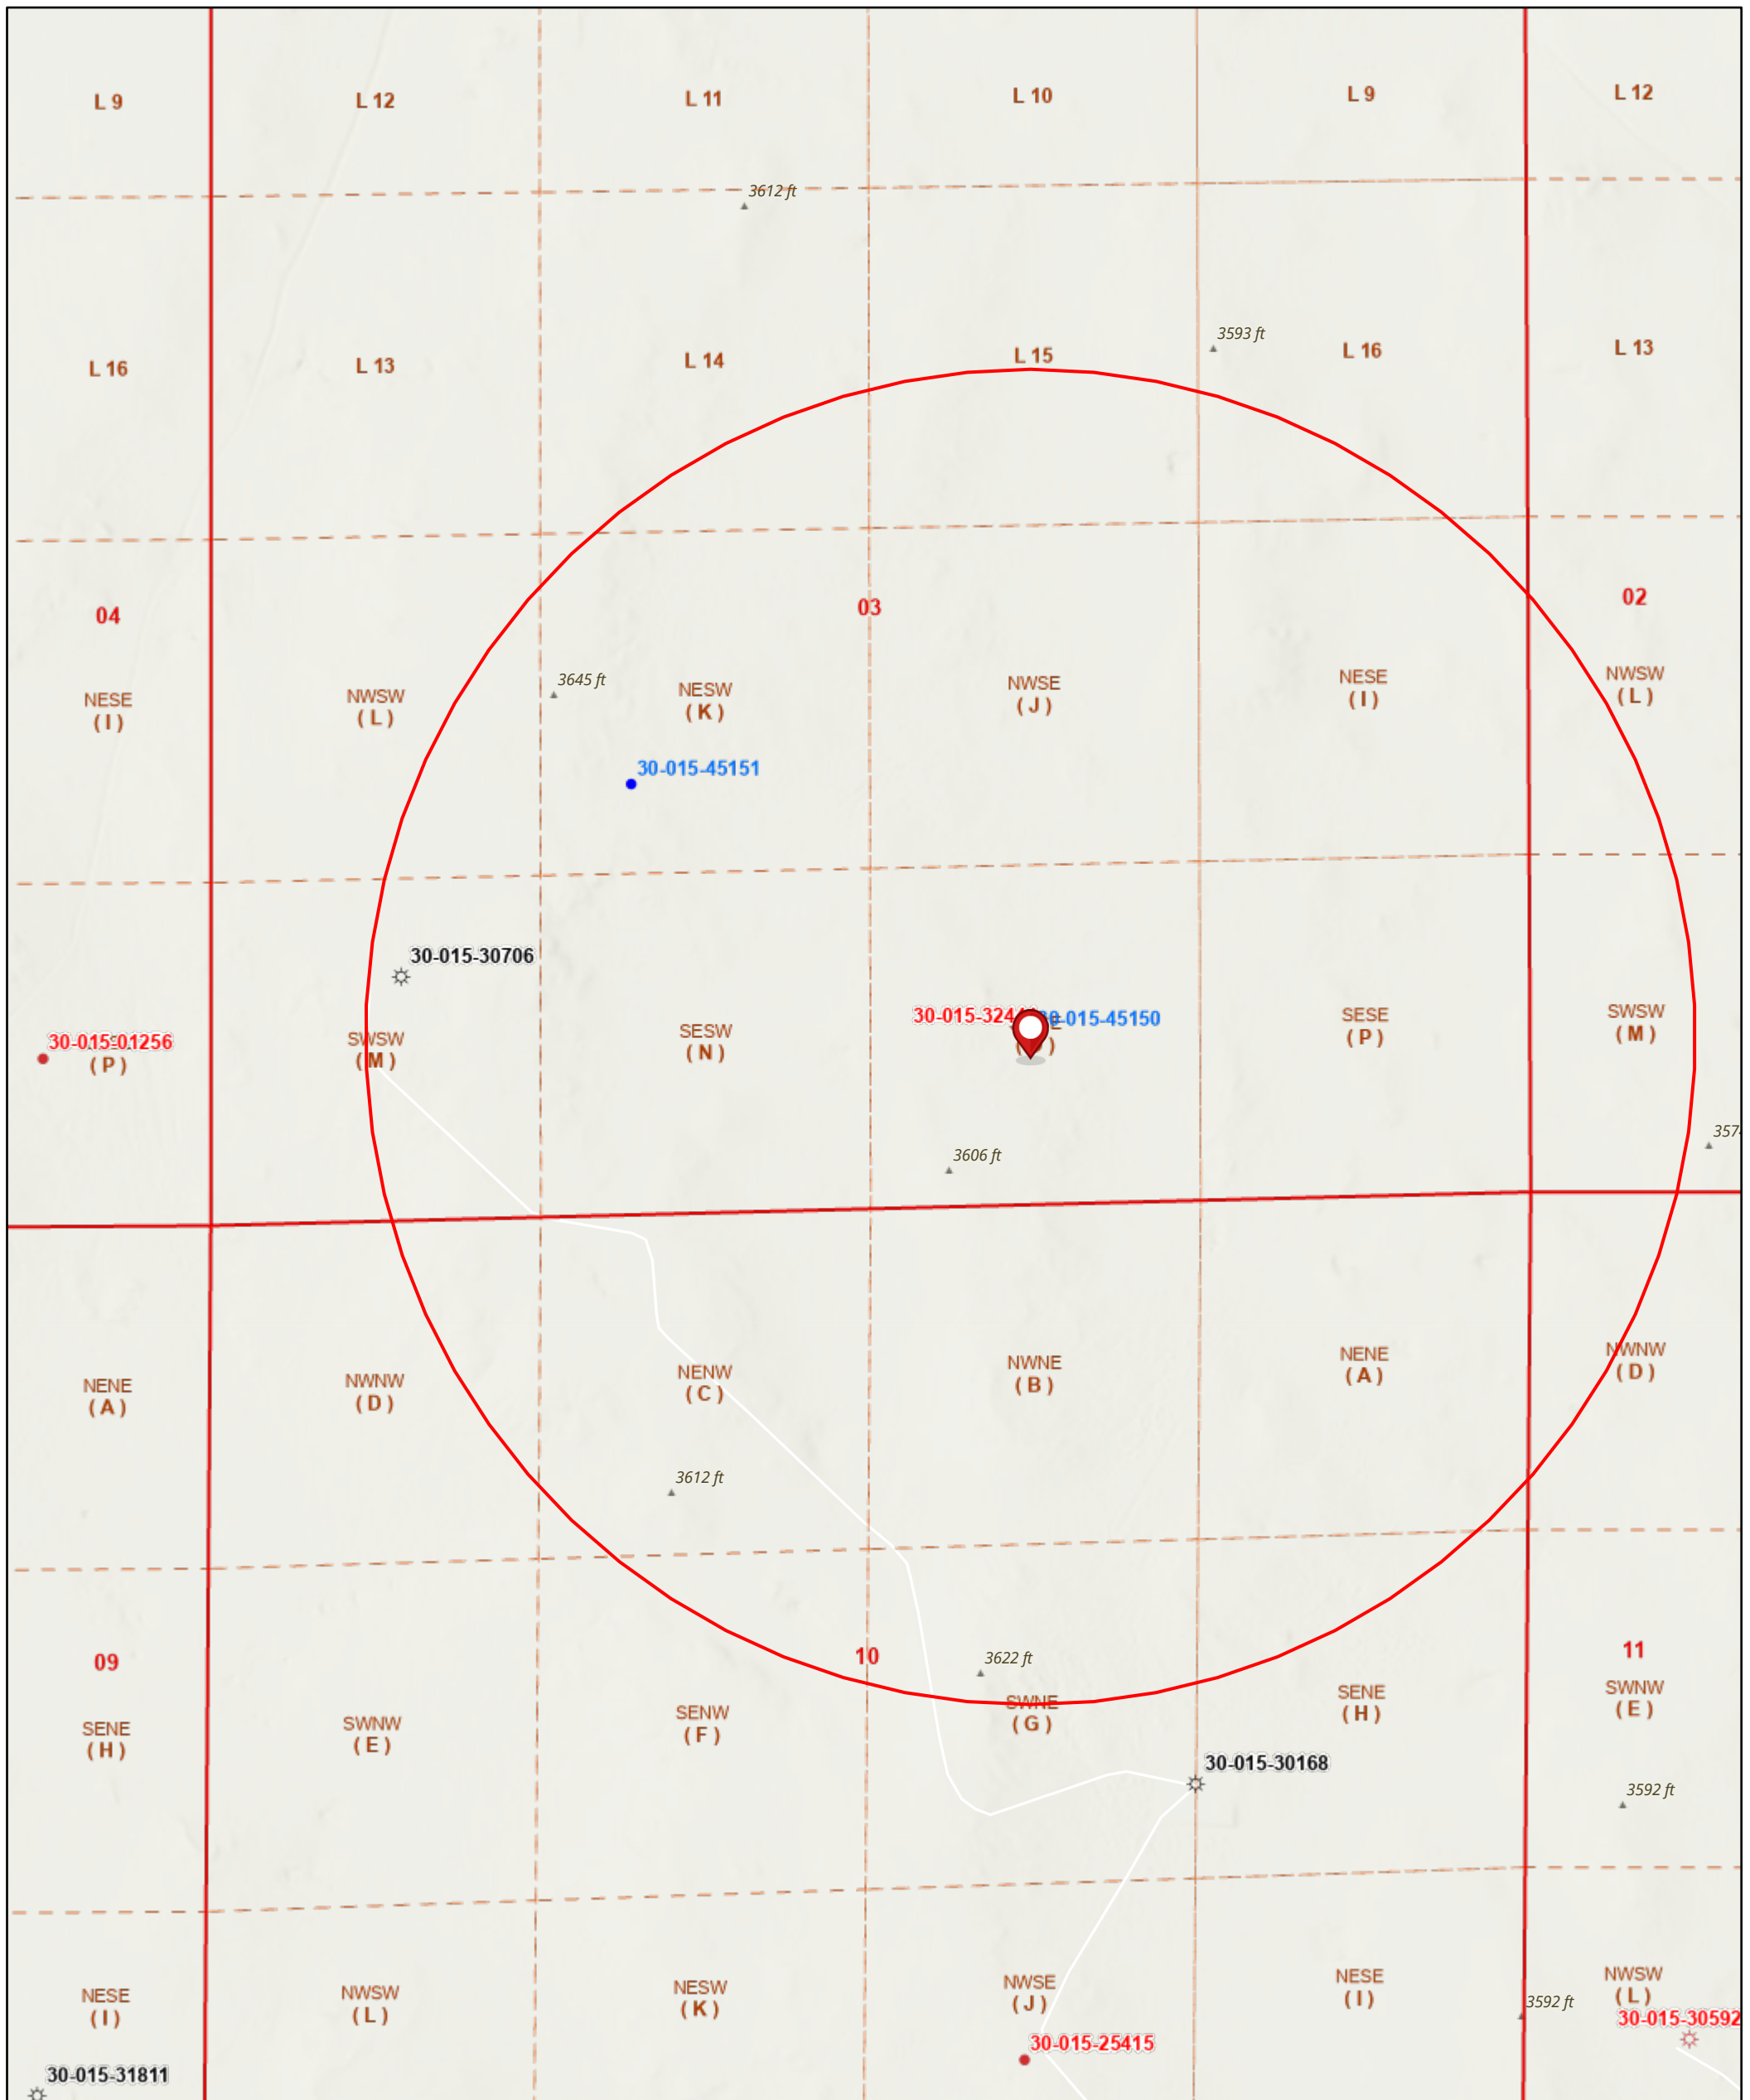 L 9
L 12
L 11
L 10
L 9
L 12
3612 ft
L 16
L 13
L 14
L 15
3593 ft
L 16
L 13
04
03
02
3645 ft
NESE
( I )
NWSW
( L )
NESW
( K )
NWSE
( J )
NESE
( I )
NWSW
( L )
30-015-45151
30-015-30706
30-015-01256
( P )
SWSW
( M )
SESW
( N )
30-015-45150
SESE
( P )
SWSW
( M )
3606 ft
NENE
( A )
NWNW
( D )
NENW
( C )
NWNE
( B )
NENE
( A )
NWNW
( D )
3612 ft
09
10
11
3622 ft
SENE
( H )
SWNW
( E )
SENW
( F )
SWNE
( G )
SENE
( H )
SWNW
( E )
30-015-30168
3592 ft
NESE
( I )
NWSW
( L )
NESW
( K )
NWSE
( J )
NESE
( I )
NWSW
( L )
3592 ft
30-015-30592
30-015-25415
30-015-31811